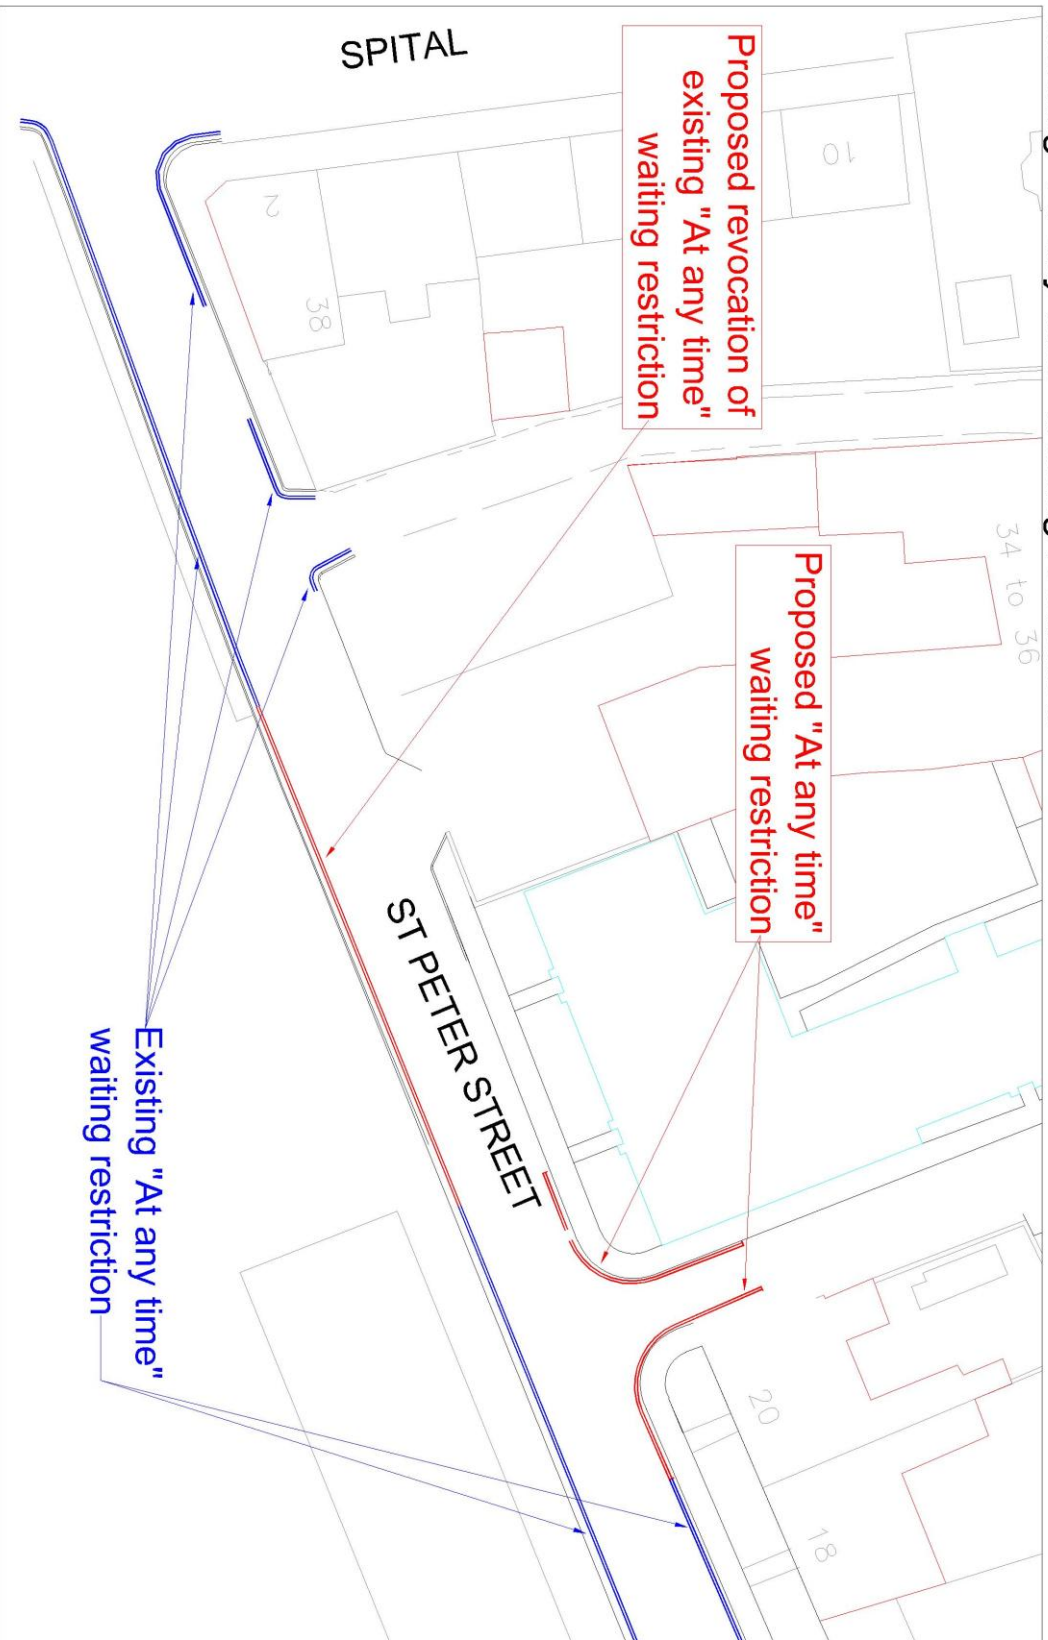 SPITAL
Proposed revocation of
existing "At any time"
waiting restriction
10
2
38
34 to 36
Proposed "At any time"
waiting restriction
ST PETER STREET
Existing "At any time"
waiting restriction
20
18